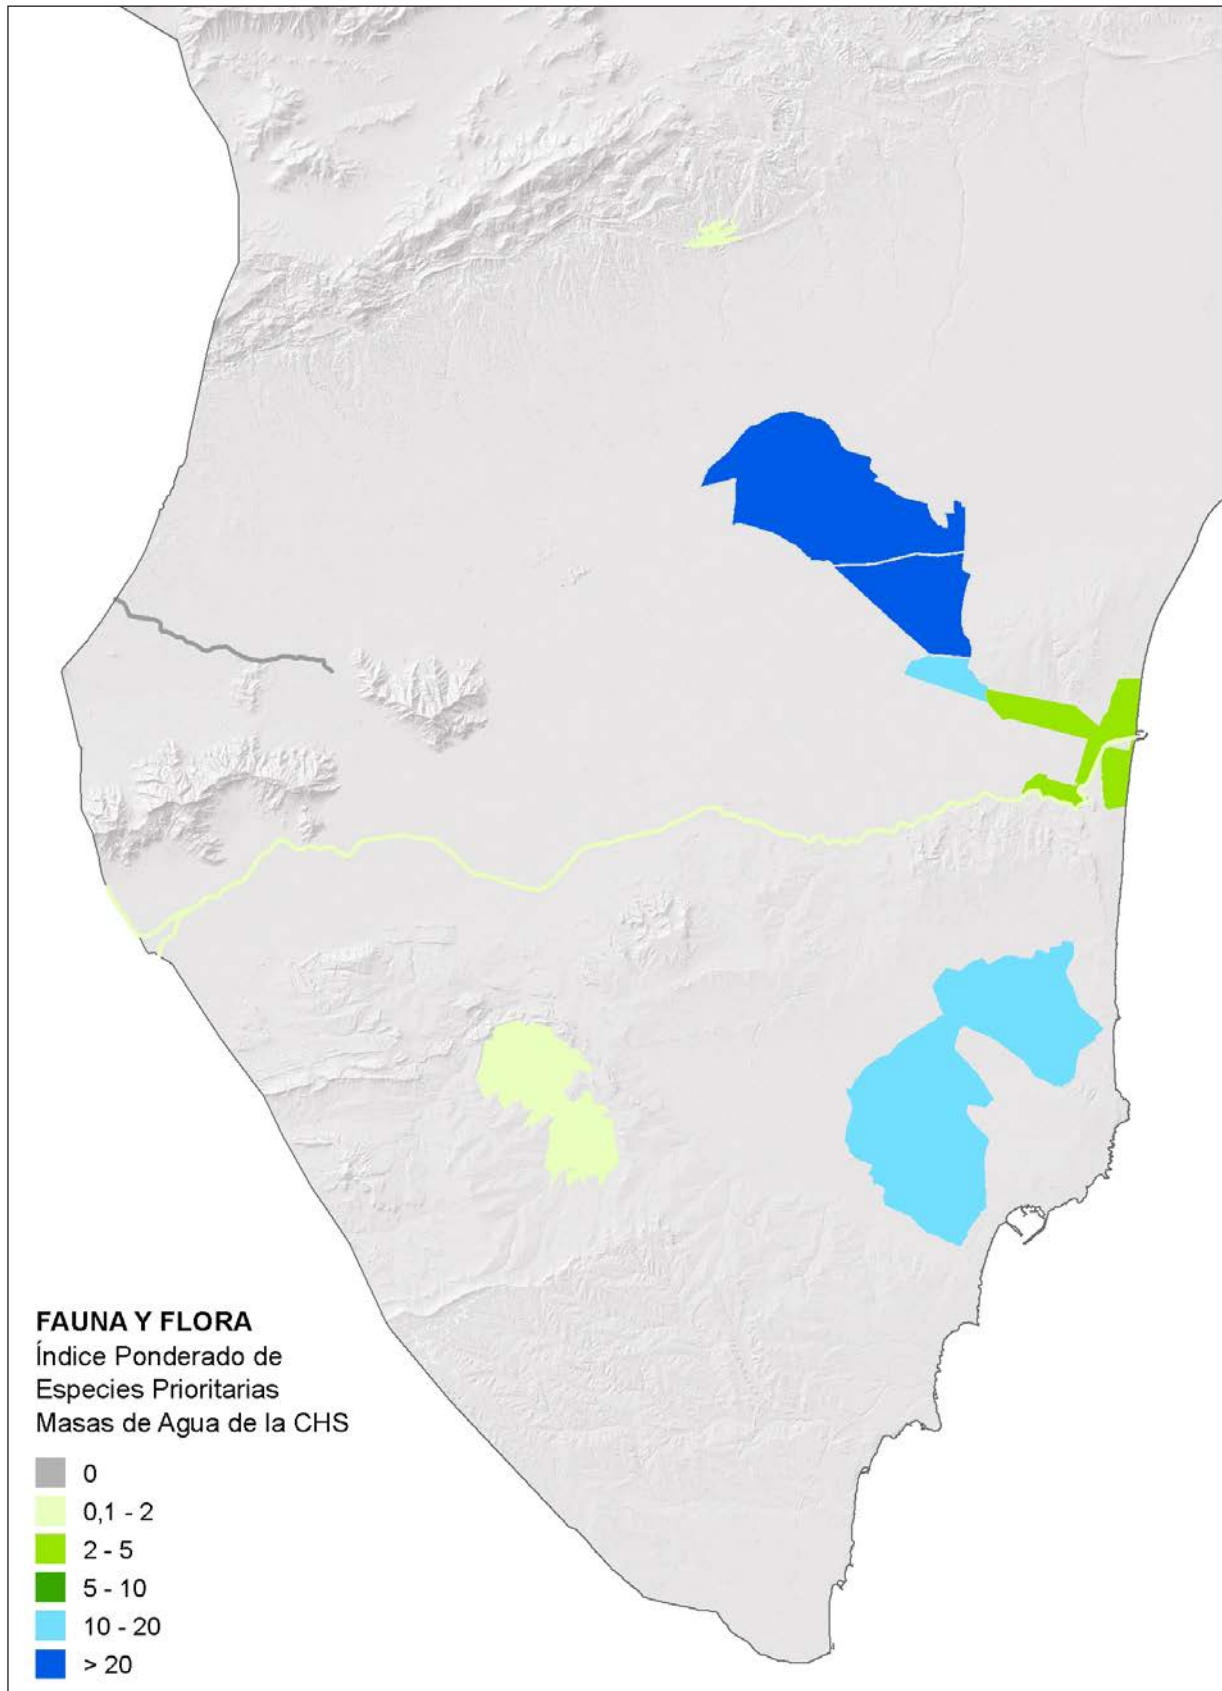 FAUNA Y FLORA
Índice Ponderado de
Especies Prioritarias
Masas de Agua de la CHS
0
0,1 - 2
2 - 5
5 - 10
10 - 20
> 20